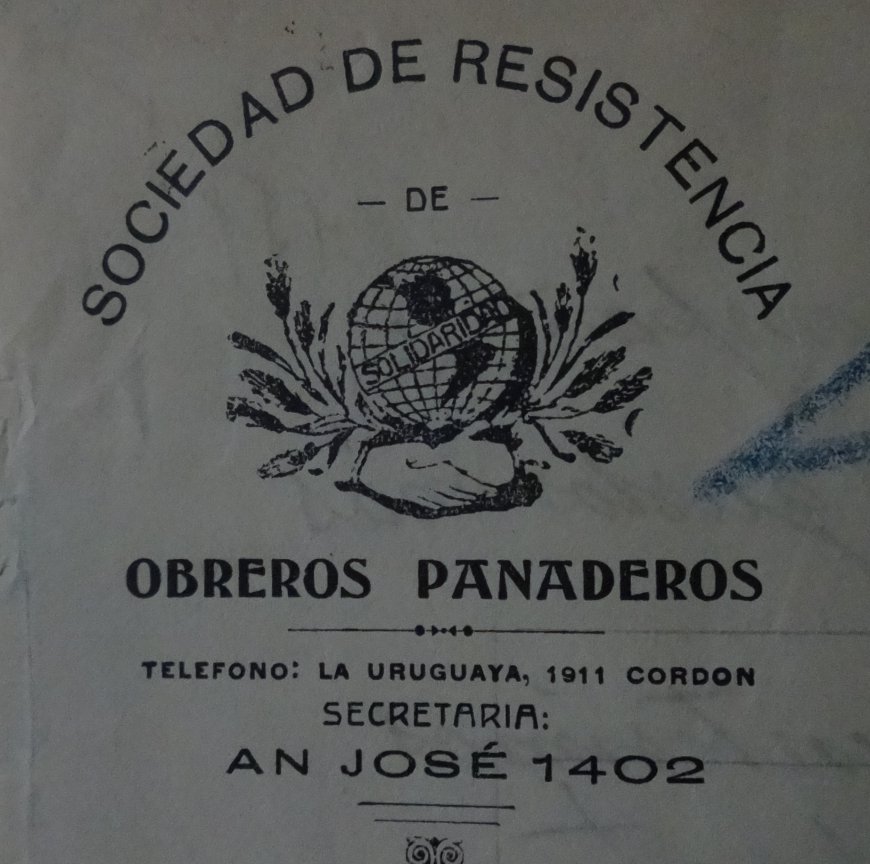 SOCIEDAD DE RESISTENCIA
— DE —
SOLIDARIDAD
OBREROS PANADEROS
TELEFONO: LA URUGUAYA, 1911 CORDON
SECRETARIA:
AN JOSÉ 1402